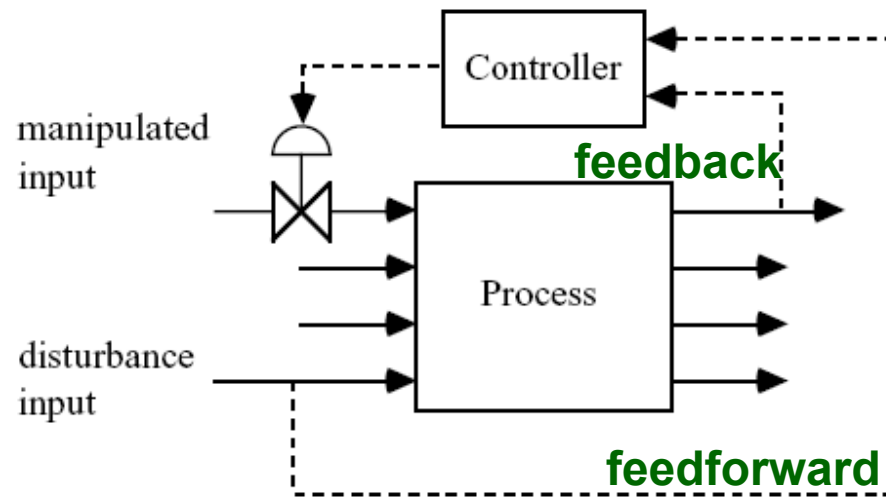 Controller
manipulated
input
feedback
Process
disturbance
input
feedforward